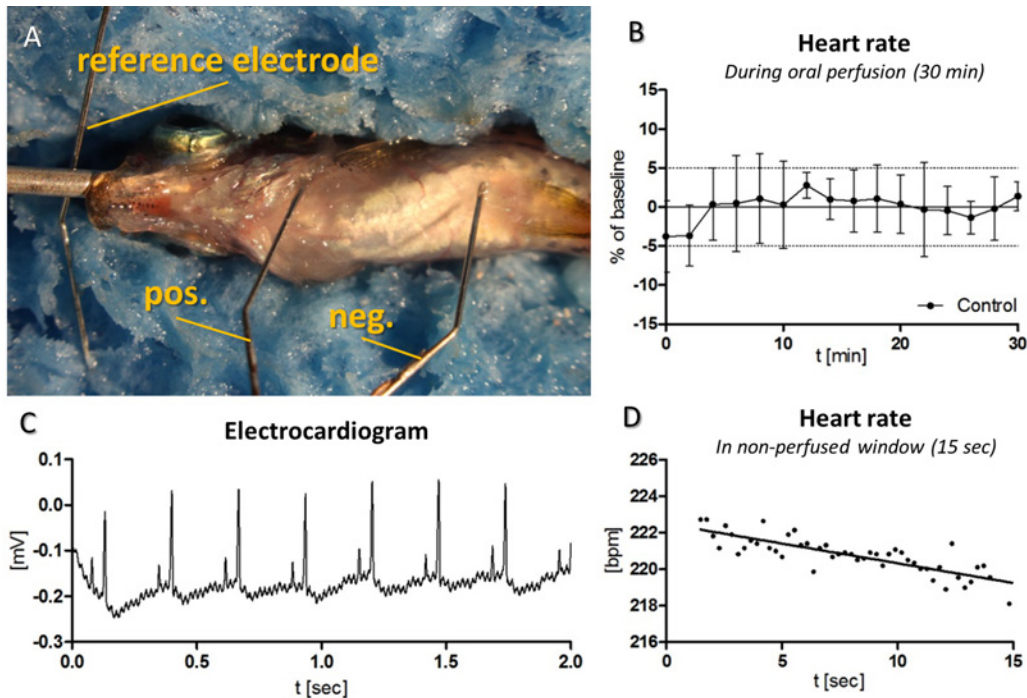 A
reference electrode
pos.
neg.
B
Heart rate
During oral perfusion (30 min)
% of baseline
15
10
5
0
-5
-10
-15
Control
0
10
20
30
t [min]
C
Electrocardiogram
[mV]
0.1
0.0
-0.1
-0.2
-0.3
0.0
0.5
1.0
1.5
2.0
t [sec]
D
Heart rate
In non-perfused window (15 sec)
[bpm]
226
224
222
220
218
216
0
5
10
15
t [sec]